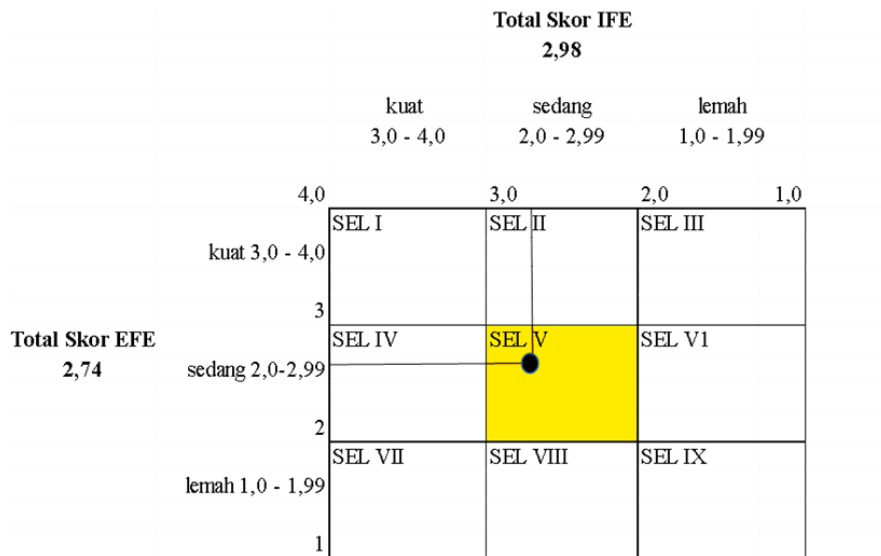 Total Skor IFE
2,98
kuat sedang lemah
3,0 - 4,0 2,0 - 2,99 1,0 - 1,99
4,0 3,0 2,0 1,0
SEL I SEL II SEL III
kuat 3,0 - 4,0
3
Total Skor EFE
2,74
SEL IV SEL V SEL V1
sedang 2,0-2,99
2
SEL VII SEL VIII SEL IX
lemah 1,0 - 1,99
1